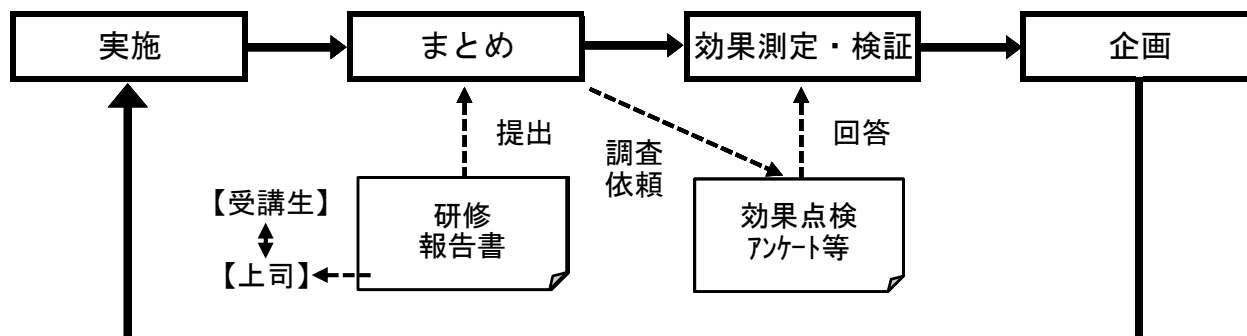 実施
まとめ
効果測定・検証
企画
提出
調査
依頼
回答
【受講生】
【上司】
研修
報告書
効果点検
ｱﾝｹｰﾄ等